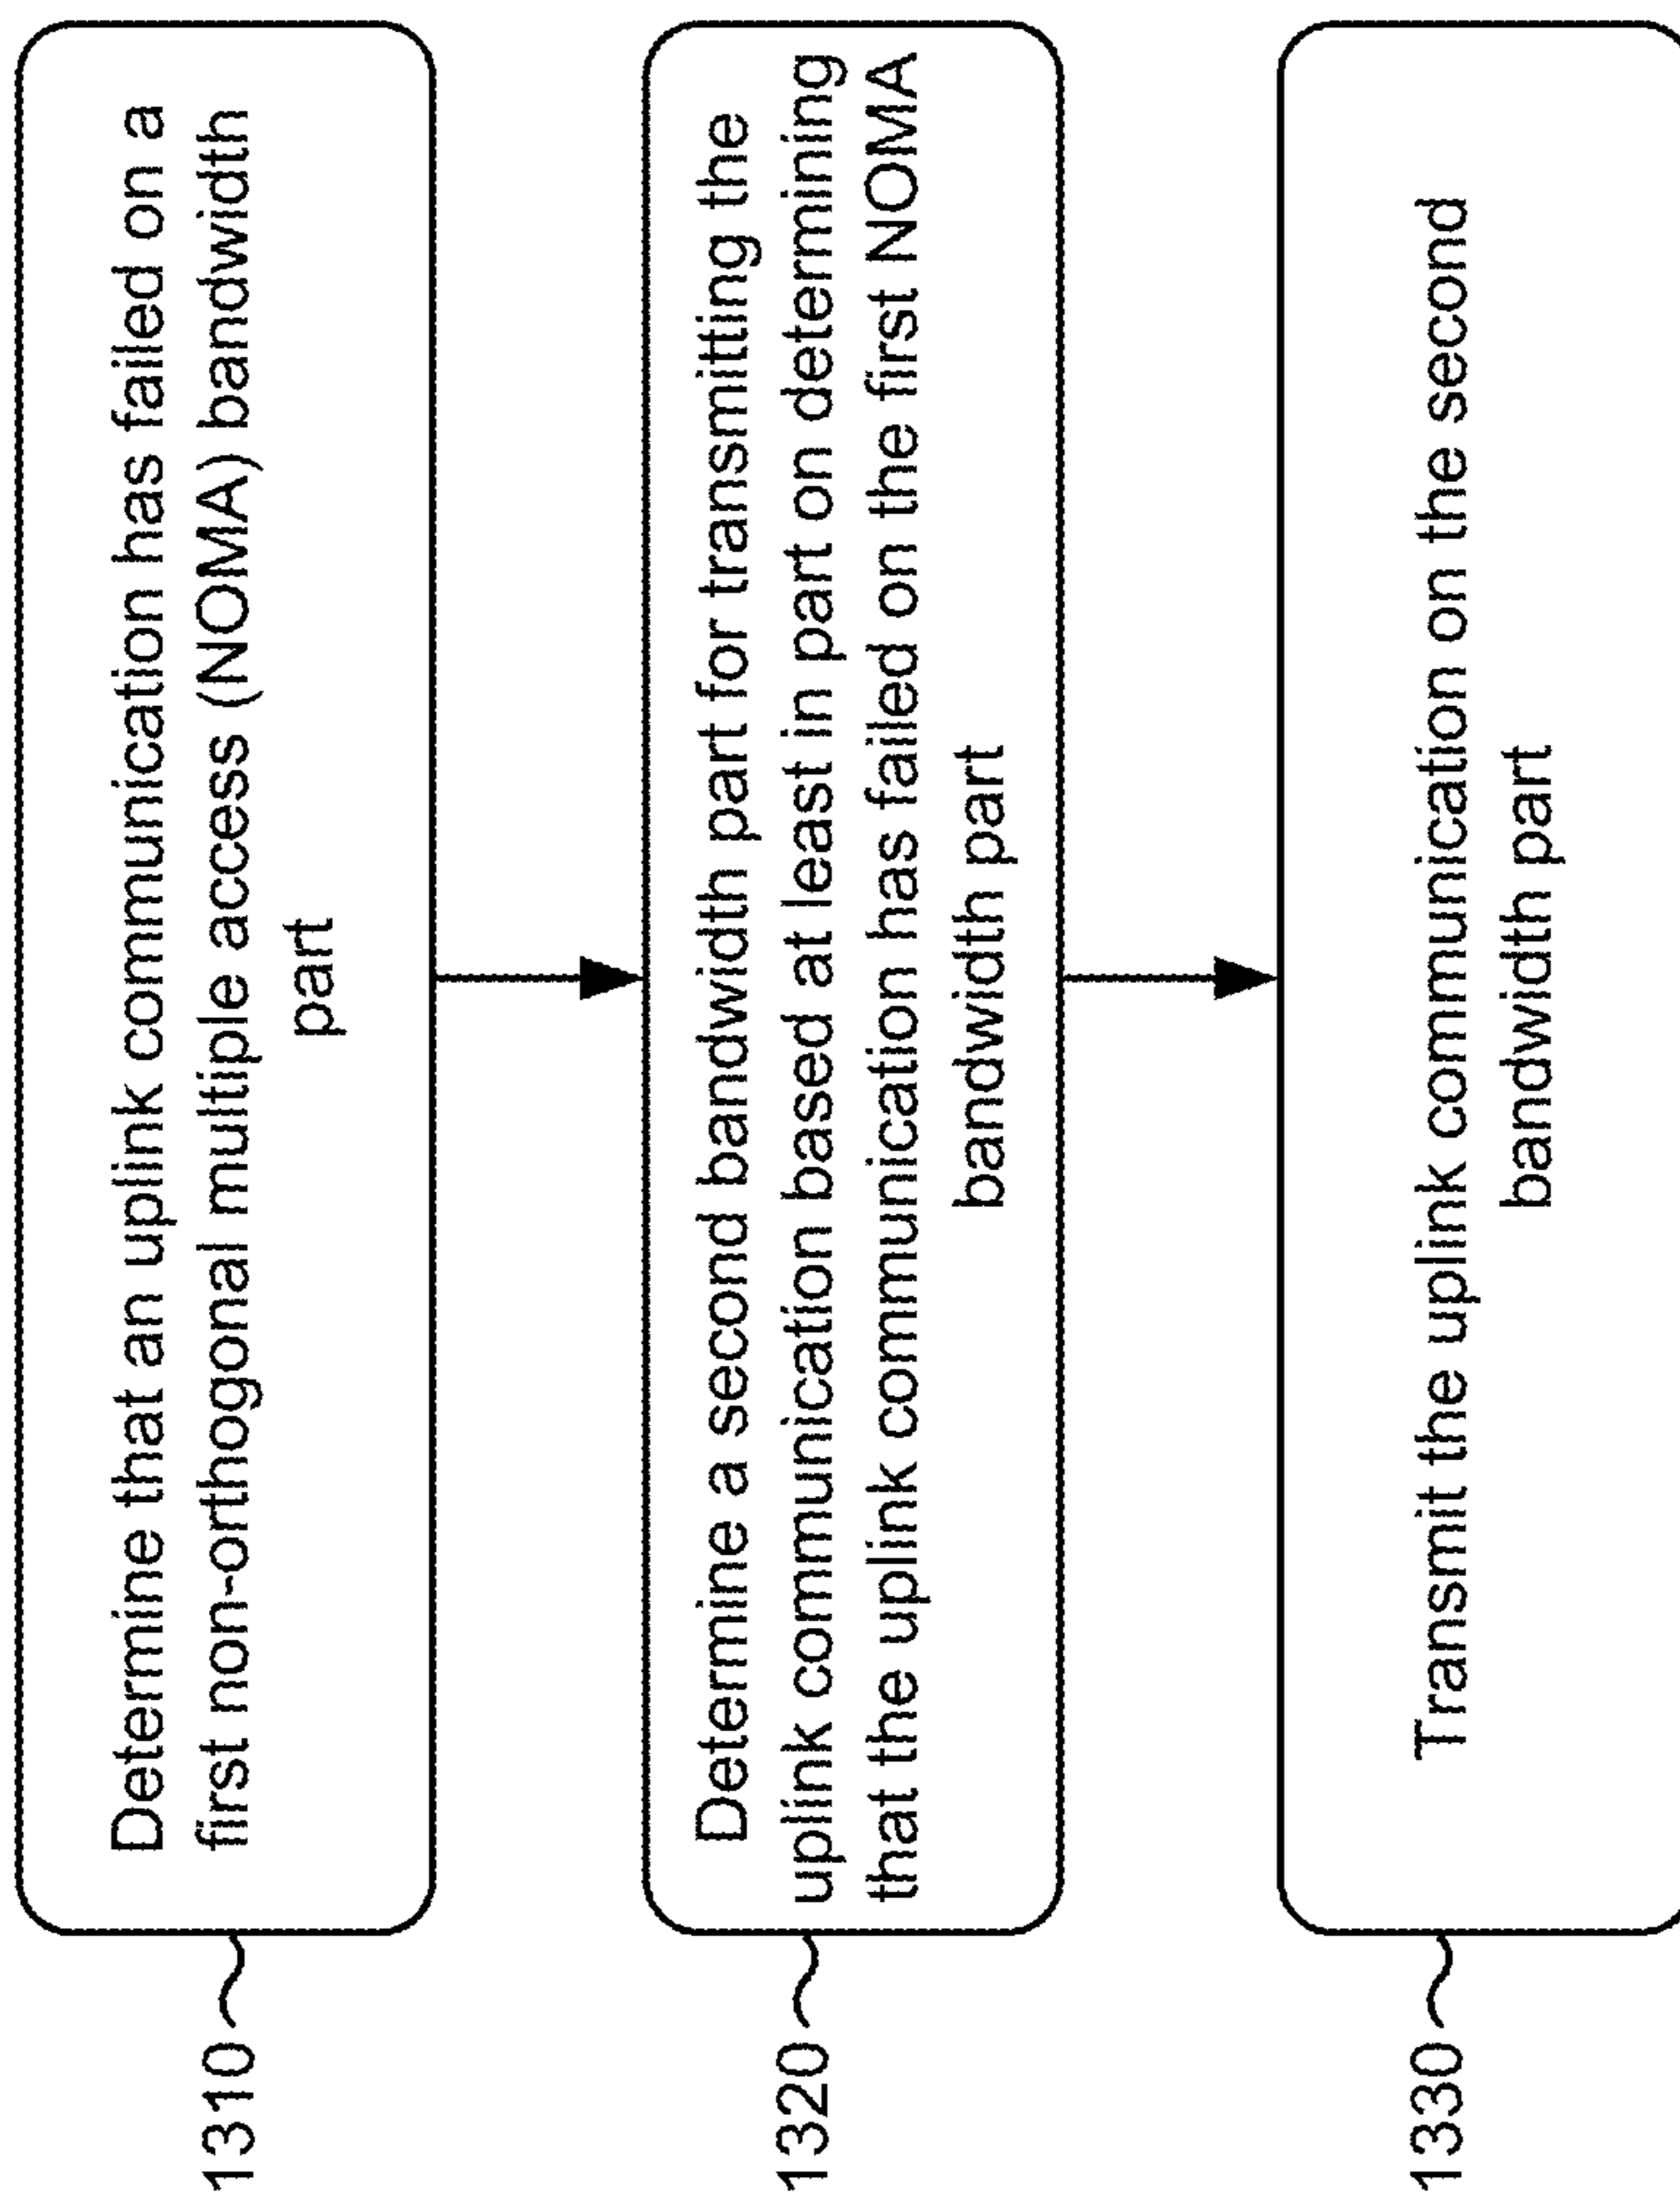 1310
Determine that an uplink communication has failed on a
first non-orthogonal multiple access (NOMA) bandwidth
part
1320
Determine a second bandwidth part for transmitting the
uplink communication based at least in part on determining
that the uplink communication has failed on the first NOMA
bandwidth part
1330
Transmit the uplink communication on the second
bandwidth part